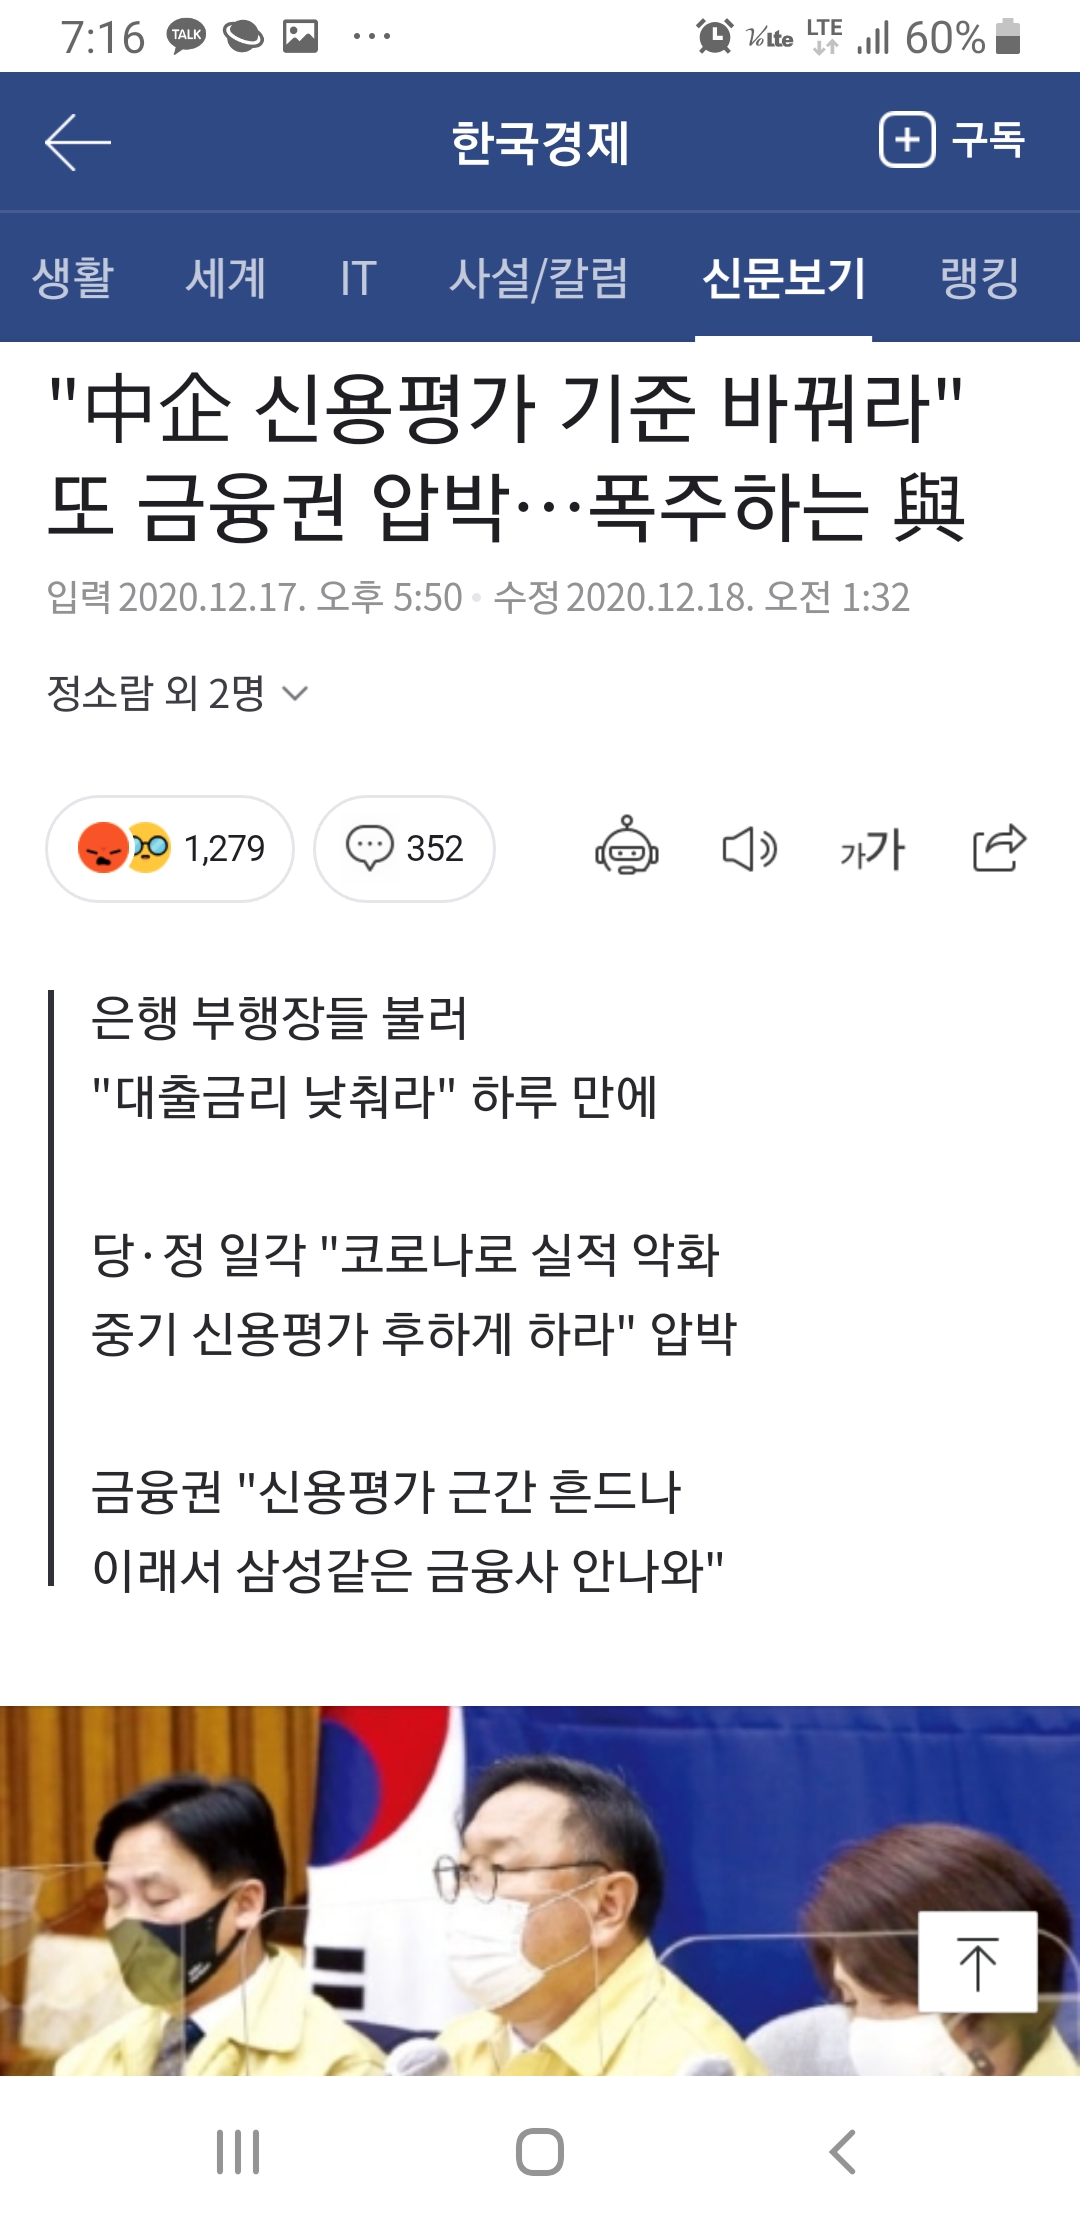 7:16 TALK LTE 60%
한국경제 구독
생활 세계 IT 사설/칼럼 신문보기 랭킹
"中企 신용평가 기준 바꿔라"
또 금융권 압박…폭주하는 與
입력 2020.12.17. 오후 5:50 · 수정 2020.12.18. 오전 1:32
정소람 외 2명
1,279 352 가가
은행 부행장들 불러
"대출금리 낮춰라" 하루 만에
당·정 일각 "코로나로 실적 악화
중기 신용평가 후하게 하라" 압박
금융권 "신용평가 근간 흔드나
이래서 삼성같은 금융사 안나와"